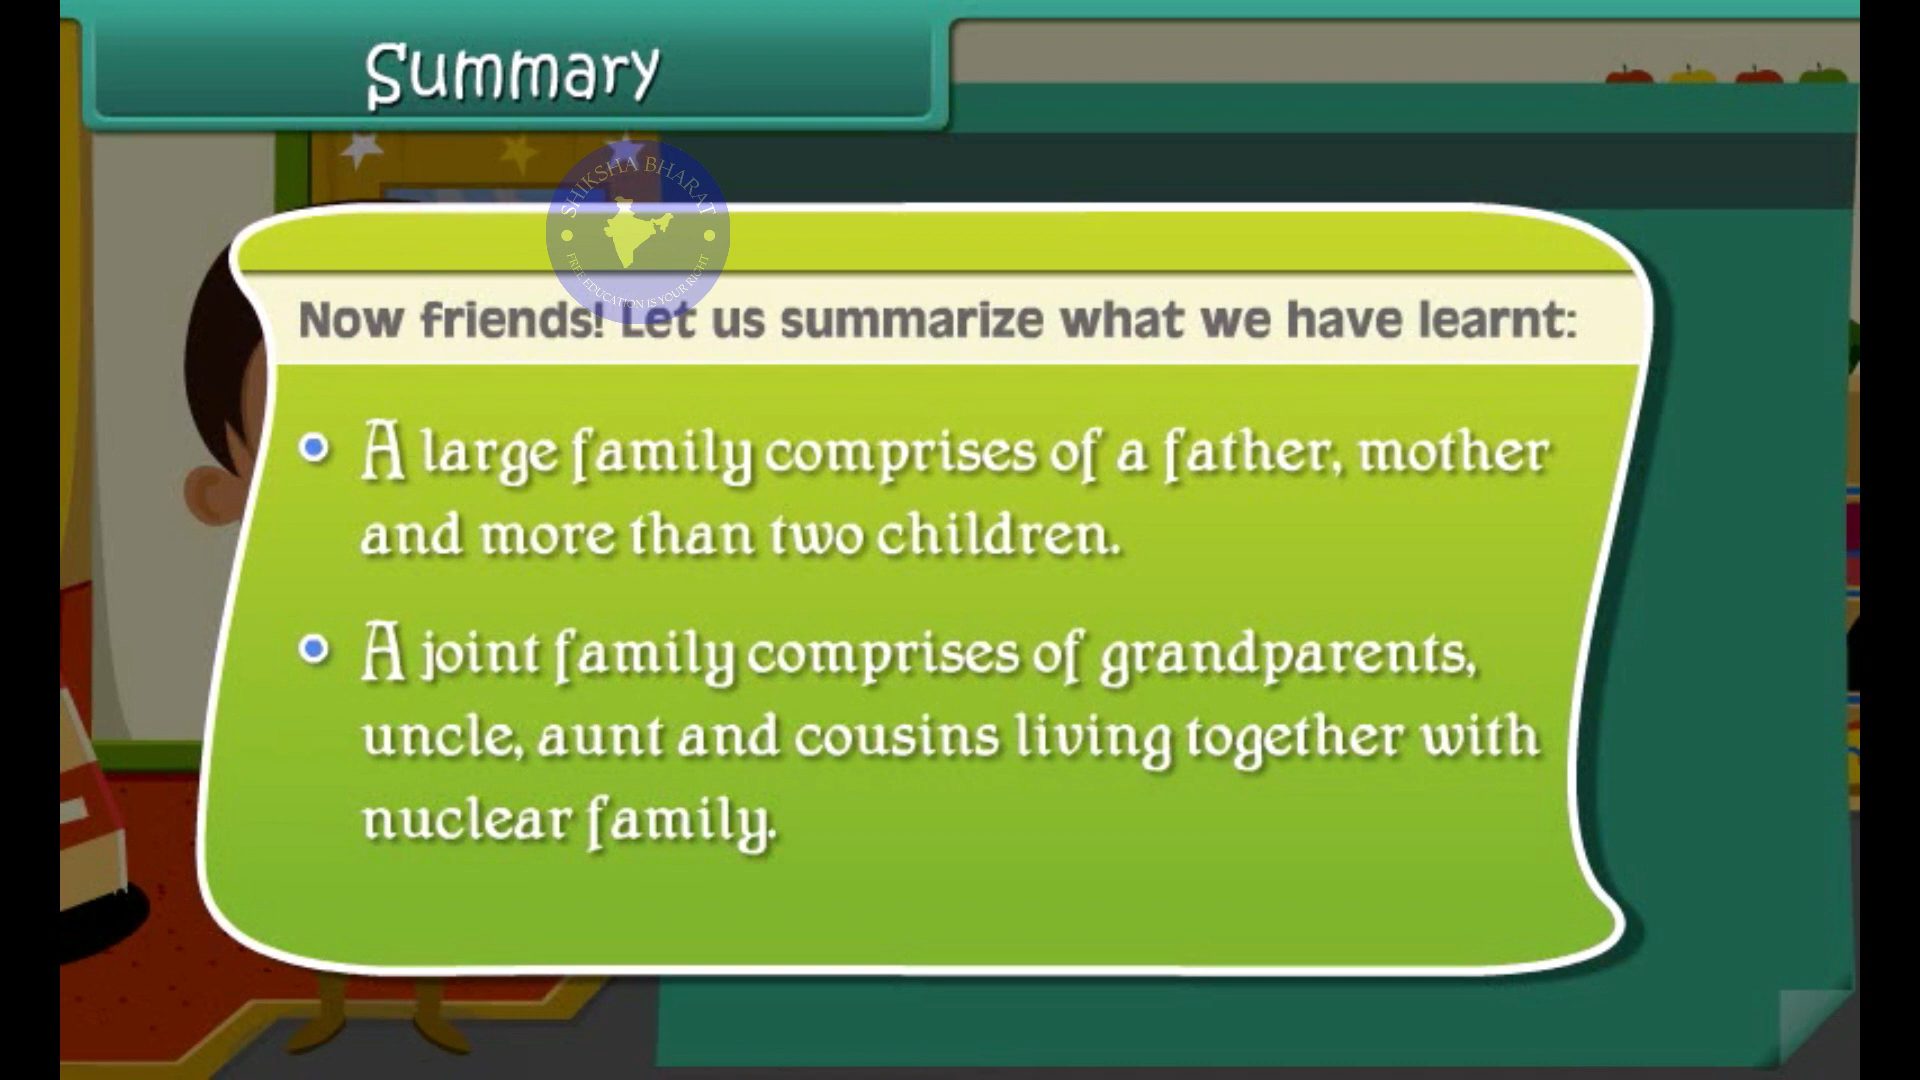 Summary
SHIKSHA BHARAT
FREE EDUCATION IS YOUR RIGHT
Now friends! Let us summarize what we have learnt:
A large family comprises of a father, mother
and more than two children.
A joint family comprises of grandparents,
uncle, aunt and cousins living together with
nuclear family.